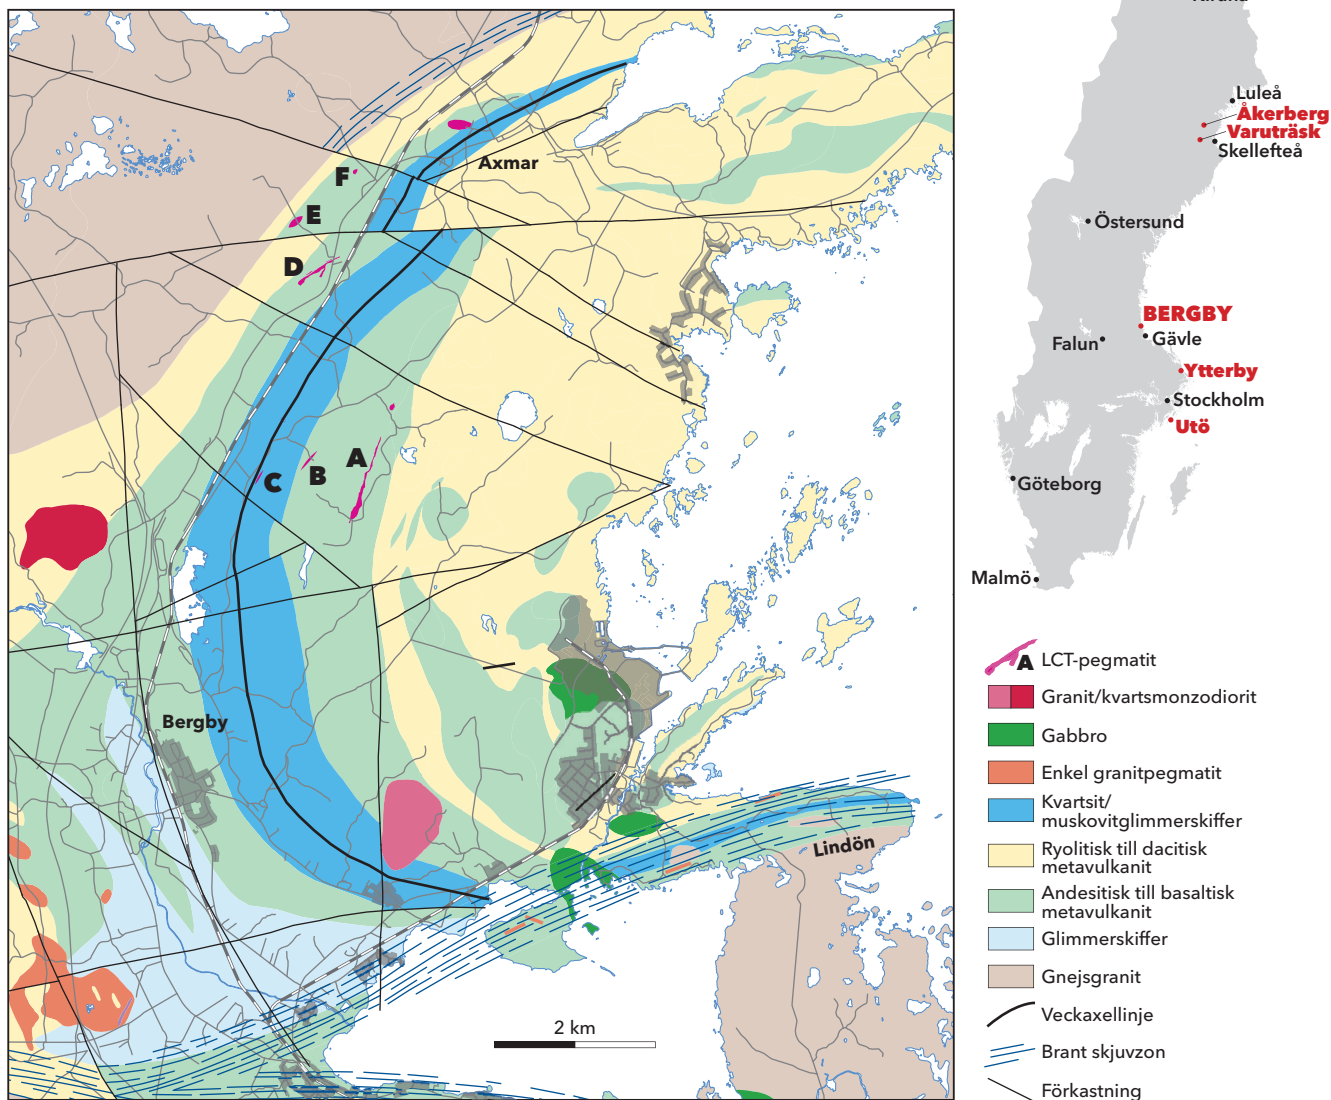 Axmar
F
E
D
A
B
C
Bergby
Lindön
2 km
Luleå
Åkerberg
Varuträsk
Skellefteå
Östersund
BERGBY
Gävle
Falun
Ytterby
Stockholm
Utö
Göteborg
Malmö
A LCT-pegmatit
Granit/kvartsmonzodiorit
Gabbro
Enkel granitpegmatit
Kvartsit/
muskovitglimmerskiffer
Ryolitisk till dacitisk
metavulkanit
Andesitisk till basaltisk
metavulkanit
Glimmerskiffer
Gnejsgranit
Veckaxellinje
Brant skjuvzon
Förkastning